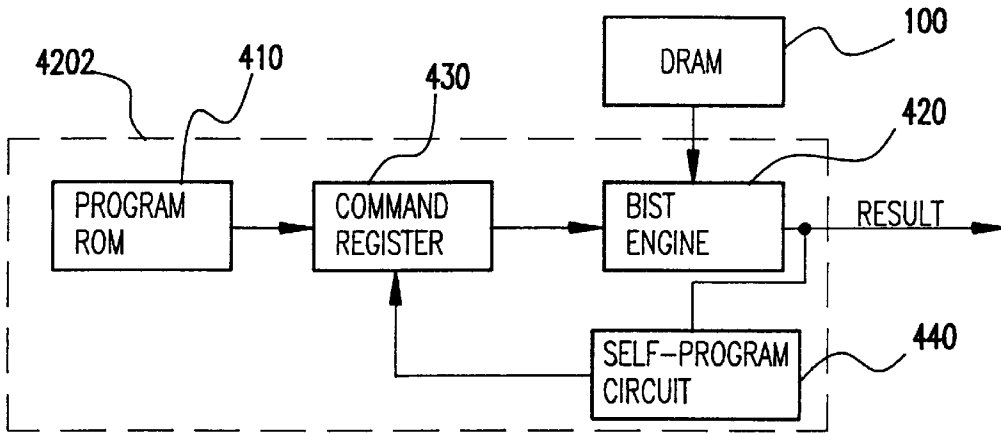 100
4202
410
430
DRAM
420
PROGRAM
ROM
COMMAND
REGISTER
BIST
ENGINE
RESULT
SELF-PROGRAM
CIRCUIT
440